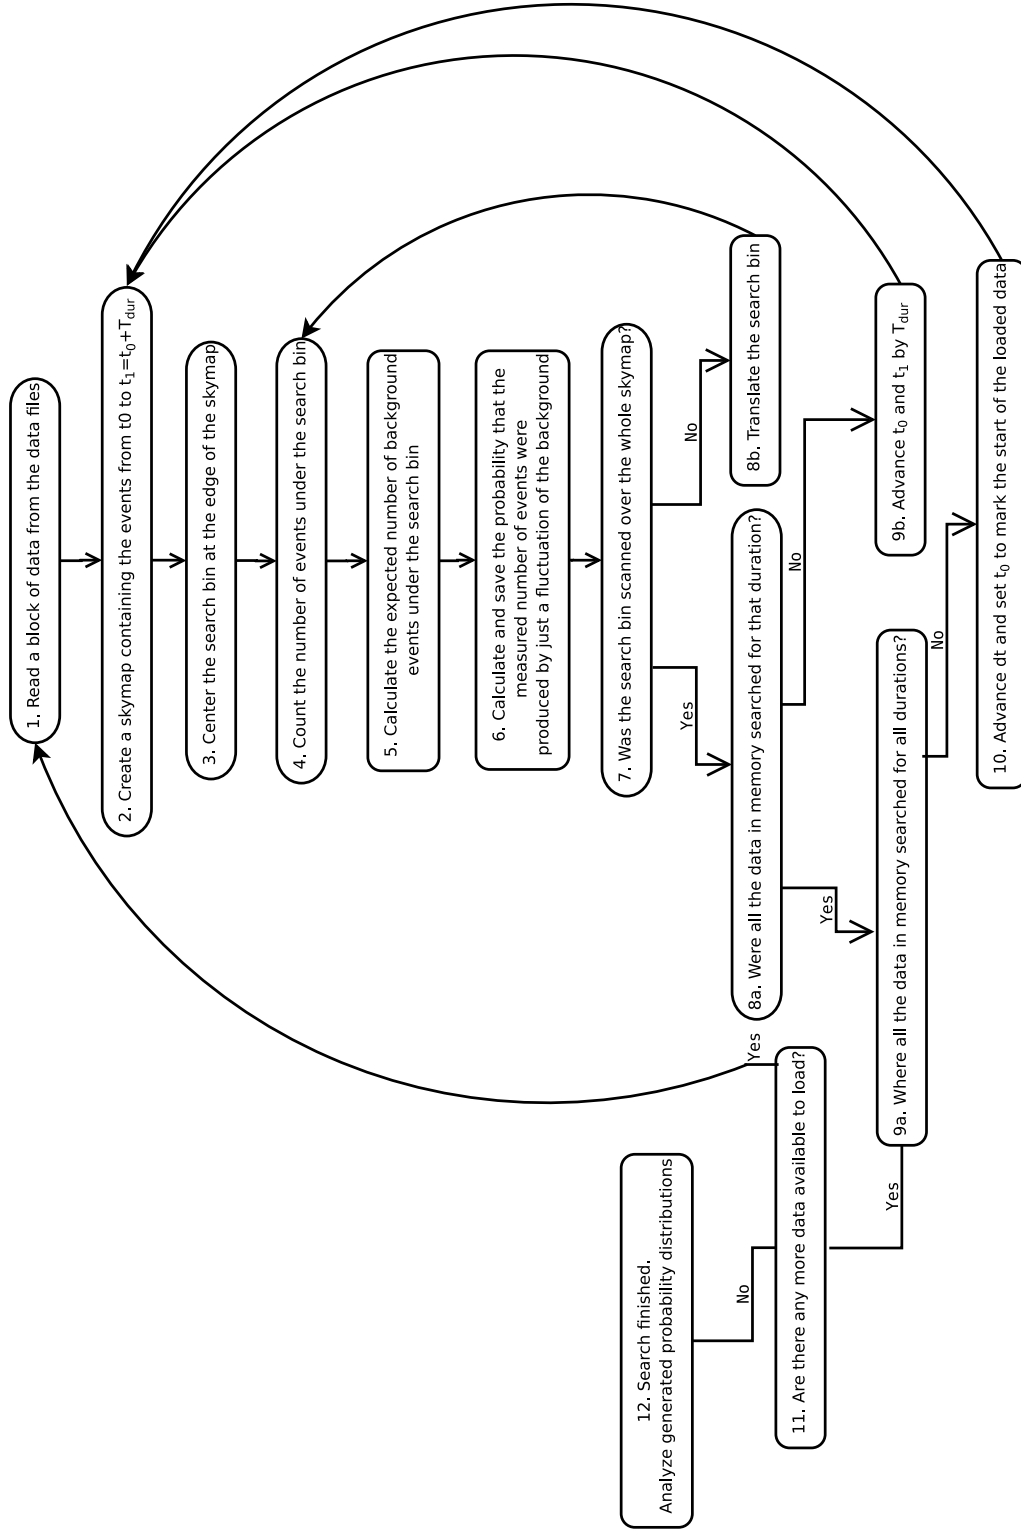 1. Read a block of data from the data files
2. Create a skymap containing the events from t0 to t₁=t₀+T_dur
3. Center the search bin at the edge of the skymap
4. Count the number of events under the search bin
5. Calculate the expected number of background
events under the search bin
6. Calculate and save the probability that the
measured number of events were
produced by just a fluctuation of the background
7. Was the search bin scanned over the whole skymap?
Yes
No
8a. Were all the data in memory searched for that duration?
8b. Translate the search bin
Yes
No
9a. Where all the data in memory searched for all durations?
9b. Advance t₀ and t₁ by T_dur
Yes
No
10. Advance dt and set t₀ to mark the start of the loaded data
11. Are there any more data available to load?
Yes
No
12. Search finished.
Analyze generated probability distributions